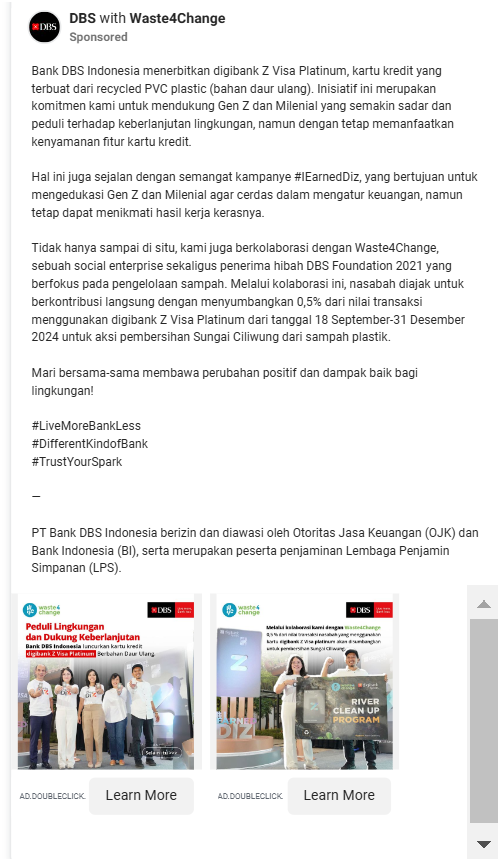 DBS with Waste4Change
Sponsored
Bank DBS Indonesia menerbitkan digibank Z Visa Platinum, kartu kredit yang
terbuat dari recycled PVC plastic (bahan daur ulang). Inisiatif ini merupakan
komitmen kami untuk mendukung Gen Z dan Milenial yang semakin sadar dan
peduli terhadap keberlanjutan lingkungan, namun dengan tetap memanfaatkan
kenyamanan fitur kartu kredit.
Hal ini juga sejalan dengan semangat kampanye #IEarnedDiz, yang bertujuan untuk
mengedukasi Gen Z dan Milenial agar cerdas dalam mengatur keuangan, namun
tetap dapat menikmati hasil kerja kerasnya.
Tidak hanya sampai di situ, kami juga berkolaborasi dengan Waste4Change,
sebuah social enterprise sekaligus penerima hibah DBS Foundation 2021 yang
berfokus pada pengelolaan sampah. Melalui kolaborasi ini, nasabah diajak untuk
berkontribusi langsung dengan menyumbangkan 0,5% dari nilai transaksi
menggunakan digibank Z Visa Platinum dari tanggal 18 September-31 Desember
2024 untuk aksi pembersihan Sungai Ciliwung dari sampah plastik.
Mari bersama-sama membawa perubahan positif dan dampak baik bagi
lingkungan!
#LiveMoreBankLess
#DifferentKindofBank
#TrustYourSpark
—
PT Bank DBS Indonesia berizin dan diawasi oleh Otoritas Jasa Keuangan (OJK) dan
Bank Indonesia (BI), serta merupakan peserta penjaminan Lembaga Penjamin
Simpanan (LPS).
waste4
change
DBS
Peduli Lingkungan
dan Dukung Keberlanjutan
Bank DBS Indonesia luncurkan kartu kredit
digibank Z Visa Platinum Berbahan Daur Ulang.
waste4
change
DBS
Melalui kolaborasi kami dengan Waste4Change
0,5% dari nilai transaksi nasabah yang menggunakan
kartu digibank Z Visa Platinum akan disumbangkan
untuk pembersihan Sungai Ciliwung.
RIVER
CLEAN UP
PROGRAM
AD.DOUBLECLICK.
Learn More
AD.DOUBLECLICK.
Learn More